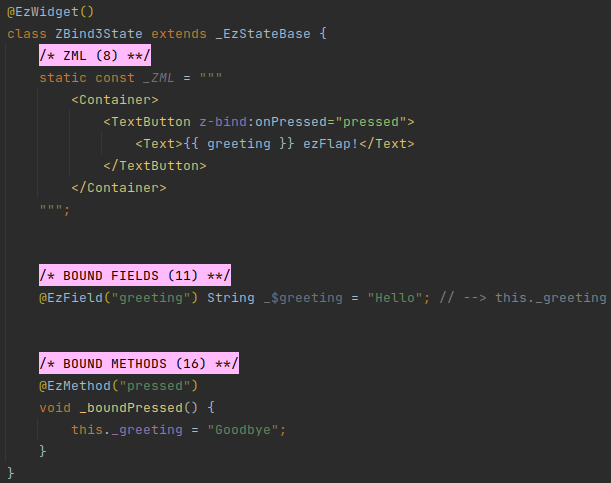 @EzWidget()
class ZBind3State extends _EzStateBase {
/* ZML (8) **/
static const _ZML = """
<Container>
<TextButton z-bind:onPressed="pressed">
<Text>{{ greeting }} ezFlap!</Text>
</TextButton>
</Container>
""";
/* BOUND FIELDS (11) **/
@EzField("greeting") String _$greeting = "Hello"; // --> this._greeting
/* BOUND METHODS (16) **/
@EzMethod("pressed")
void _boundPressed() {
this._greeting = "Goodbye";
}
}